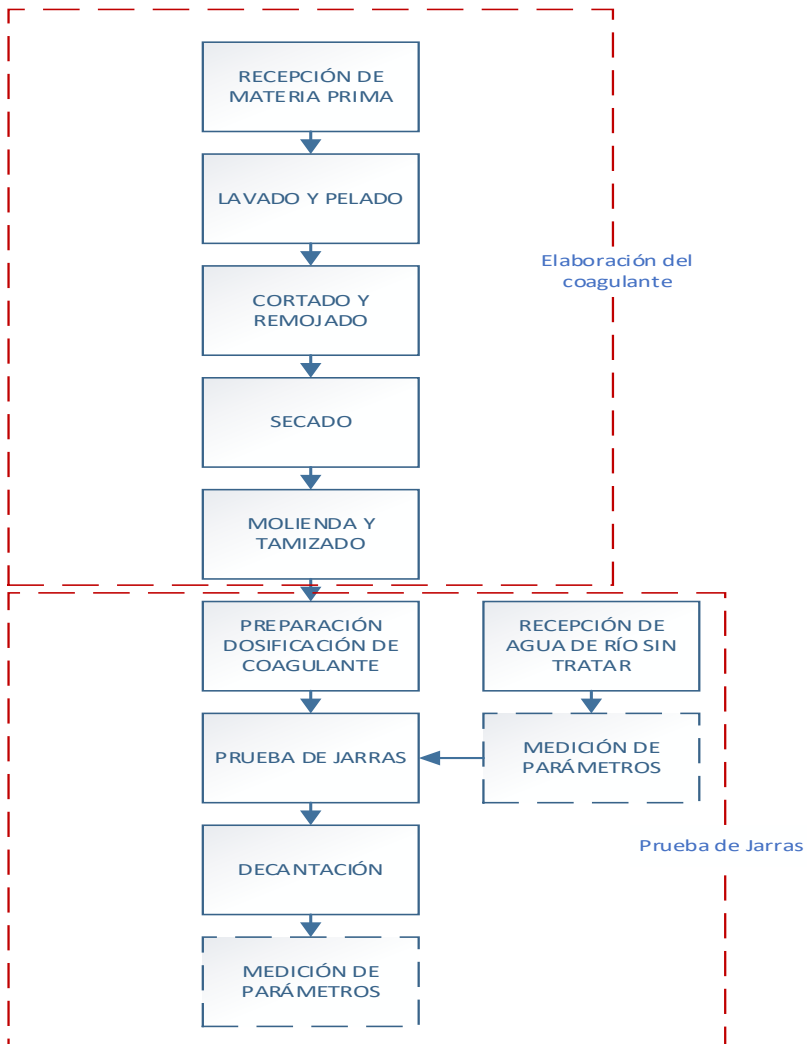 RECEPCIÓN DE
MATERIA PRIMA
LAVADO Y PELADO
Elaboración del
coagulante
CORTADO Y
REMOJADO
SECADO
MOLIENDA Y
TAMIZADO
PREPARACIÓN
DOSIFICACIÓN DE
COAGULANTE
RECEPCIÓN DE
AGUA DE RÍO SIN
TRATAR
PRUEBA DE JARRAS
MEDICIÓN DE
PARÁMETROS
Prueba de Jarras
DECANTACIÓN
MEDICIÓN DE
PARÁMETROS